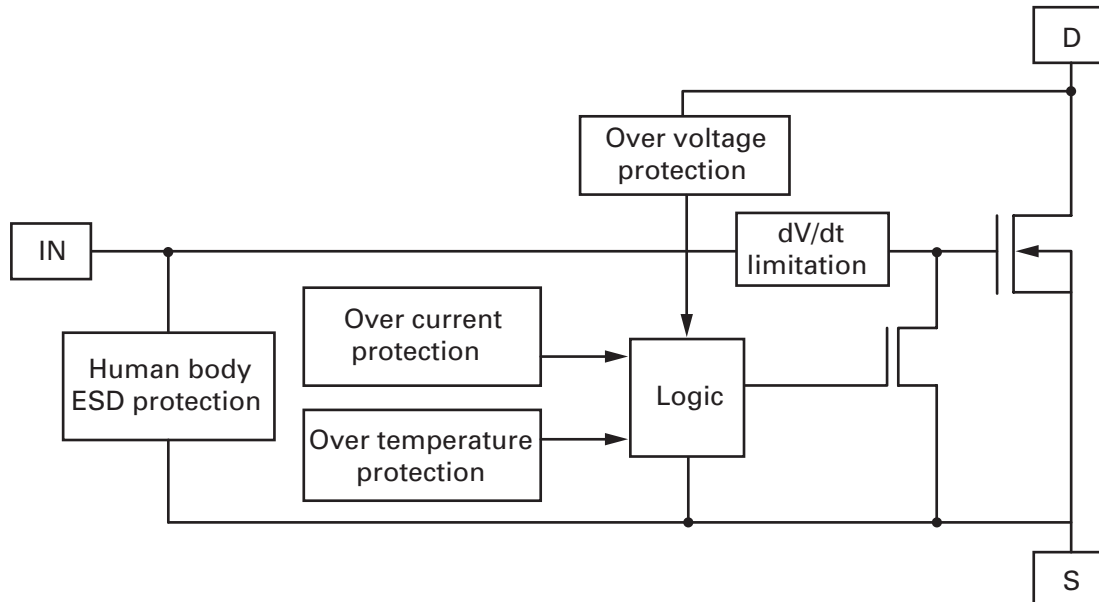 D
Over voltage
protection
IN
dV/dt
limitation
Over current
protection
Human body
ESD protection
Logic
Over temperature
protection
S